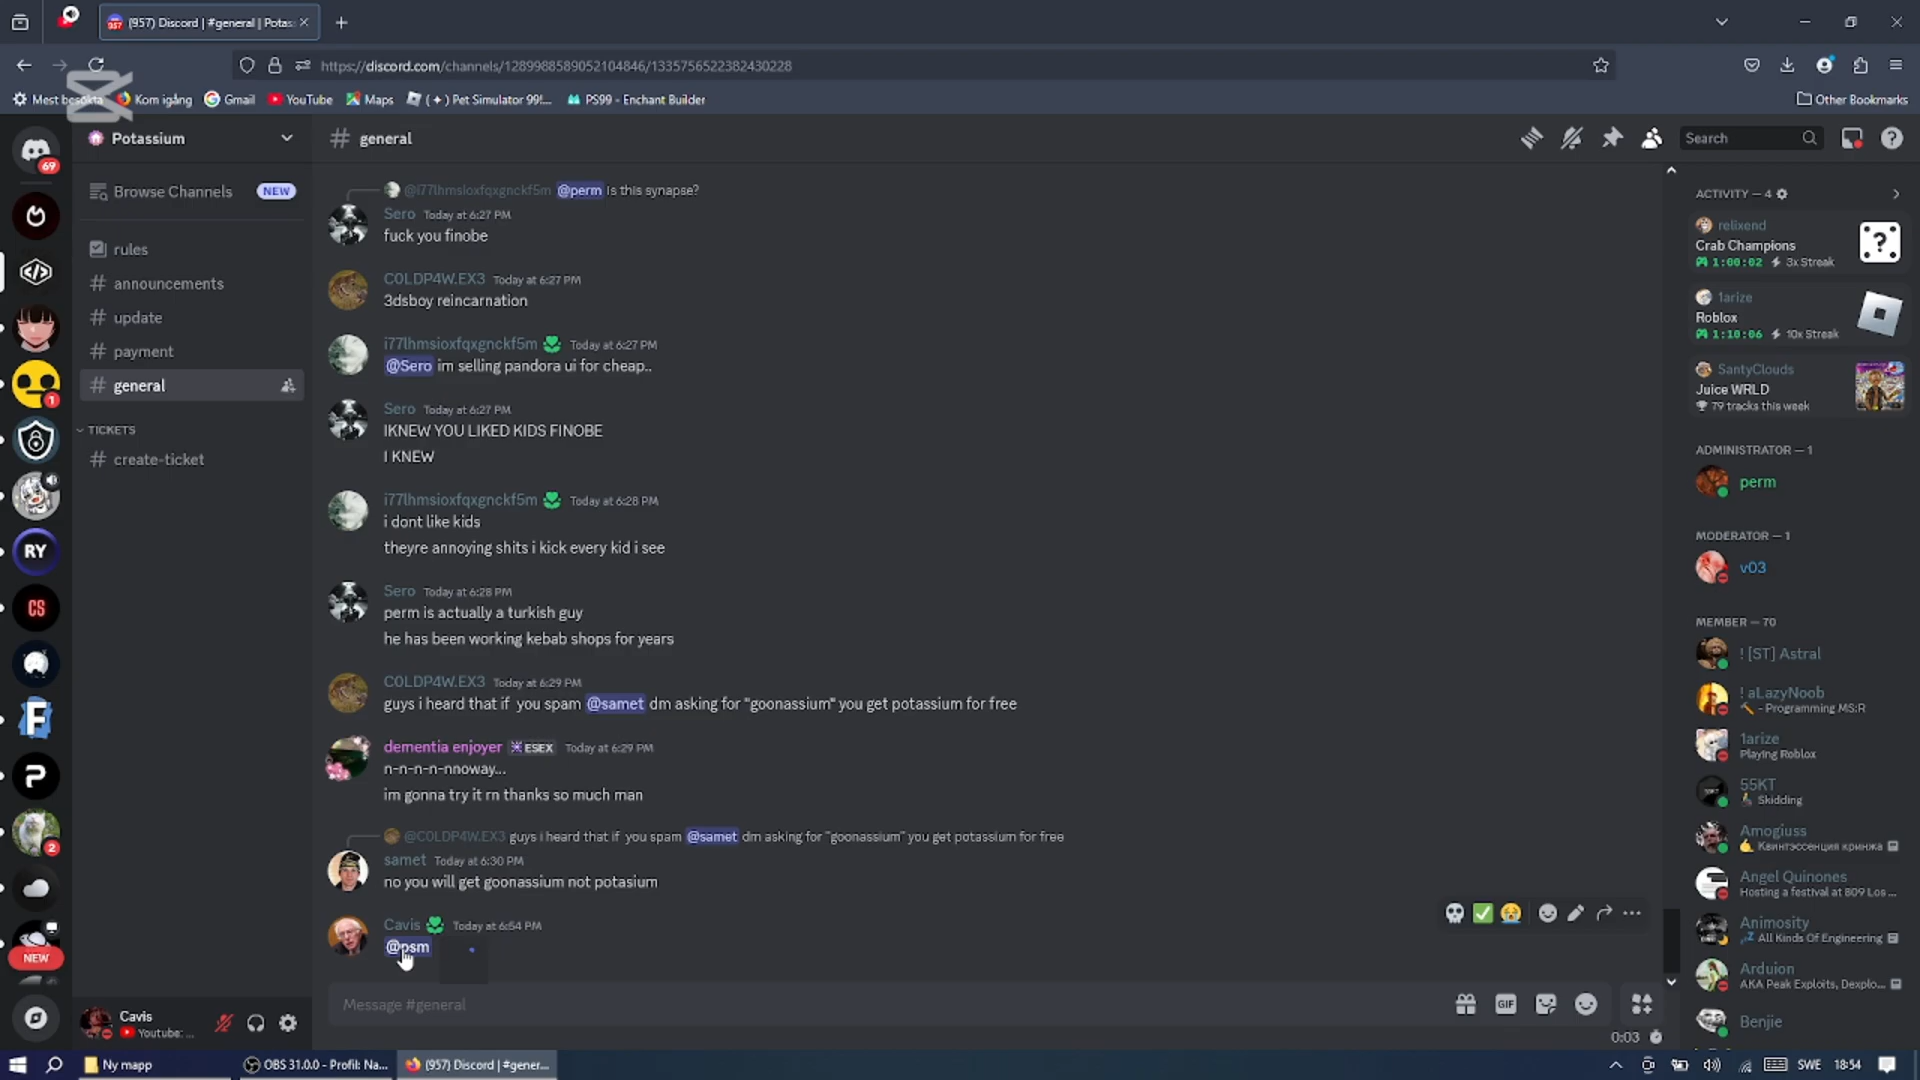 (957) Discord | #general | Potas
https://discord.com/channels/1289988589052104846/1335756522382430228
Mest besökta
Kom igång
Gmail
YouTube
Maps
( ✦ ) Pet Simulator 99!...
PS99 - Enchant Builder
Other Bookmarks
69
Potassium
Browse Channels
NEW
rules
announcements
update
payment
general
TICKETS
create-ticket
1
RY
CS
F
2
NEW
Cavis
Youtube: ...
general
Search
@i77lhmsioxfqxgnckf5m @perm is this synapse?
Sero Today at 6:27 PM
fuck you finobe
C0LDP4W.EX3 Today at 6:27 PM
3dsboy reincarnation
i77lhmsioxfqxgnckf5m Today at 6:27 PM
@Sero im selling pandora ui for cheap..
Sero Today at 6:27 PM
IKNEW YOU LIKED KIDS FINOBE
I KNEW
i77lhmsioxfqxgnckf5m Today at 6:28 PM
i dont like kids
theyre annoying shits i kick every kid i see
Sero Today at 6:28 PM
perm is actually a turkish guy
he has been working kebab shops for years
C0LDP4W.EX3 Today at 6:29 PM
guys i heard that if you spam @samet dm asking for "goonassium" you get potassium for free
dementia enjoyer ESEX Today at 6:29 PM
n-n-n-n-nnoway...
im gonna try it rn thanks so much man
@C0LDP4W.EX3 guys i heard that if you spam @samet dm asking for "goonassium" you get potassium for free
samet Today at 6:30 PM
no you will get goonassium not potasium
Cavis Today at 6:54 PM
@psm
Message #general
GIF
0:03
ACTIVITY — 4
relixend
Crab Champions
1:00:02 3x Streak
1arize
Roblox
1:10:06 10x Streak
SantyClouds
Juice WRLD
79 tracks this week
ADMINISTRATOR — 1
perm
MODERATOR — 1
v03
MEMBER — 70
! [ST] Astral
! aLazyNoob
- Programming MS:R
1arize
Playing Roblox
55KT
Skidding
Amogiuss
Квинтэссенция кринжа
Angel Quinones
Hosting a festival at 809 Los ...
Animosity
All Kinds Of Engineering
Arduion
AKA Peak Exploits, Dexplo...
Benjie
Ny mapp
OBS 31.0.0 - Profil: Na...
(957) Discord | #gener...
SWE
18:54